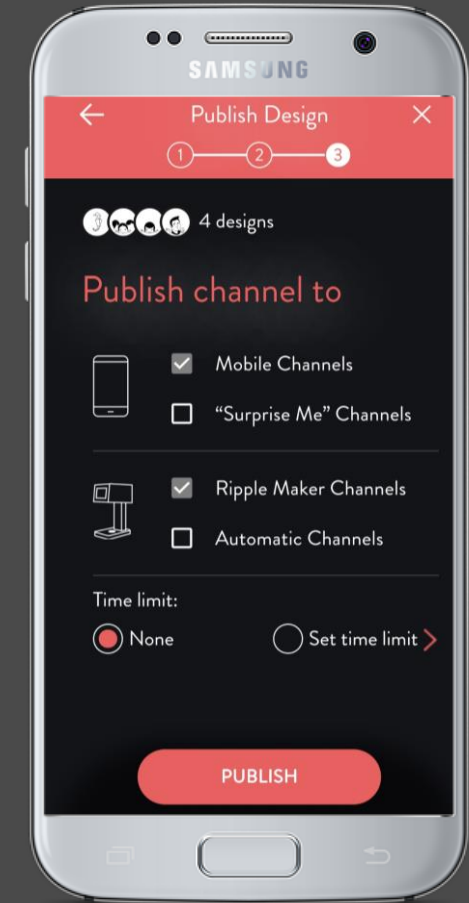 SAMSUNG
Publish Design
1 2 3
4 designs
Publish channel to
Mobile Channels
“Surprise Me” Channels
Ripple Maker Channels
Automatic Channels
Time limit:
None Set time limit
PUBLISH